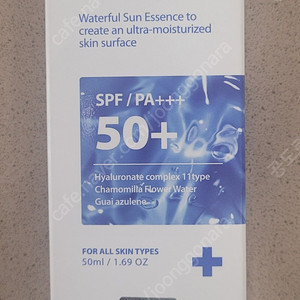 Waterful Sun Essence to
create an ultra-moisturized
skin surface
SPF / PA+++
50+
Hyaluronate complex 11type
Chamomilla Flower Water
Guai azulene
FOR ALL SKIN TYPES
50ml / 1.69 OZ